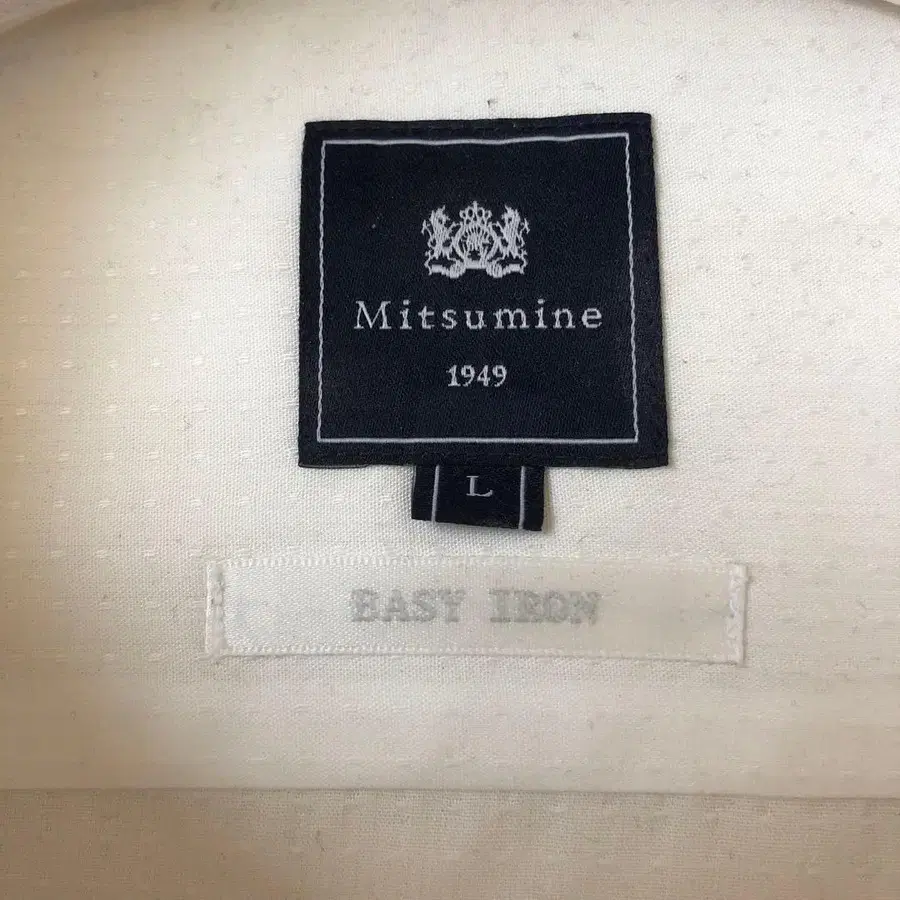 Mitsumine
1949
L
EASY IRON